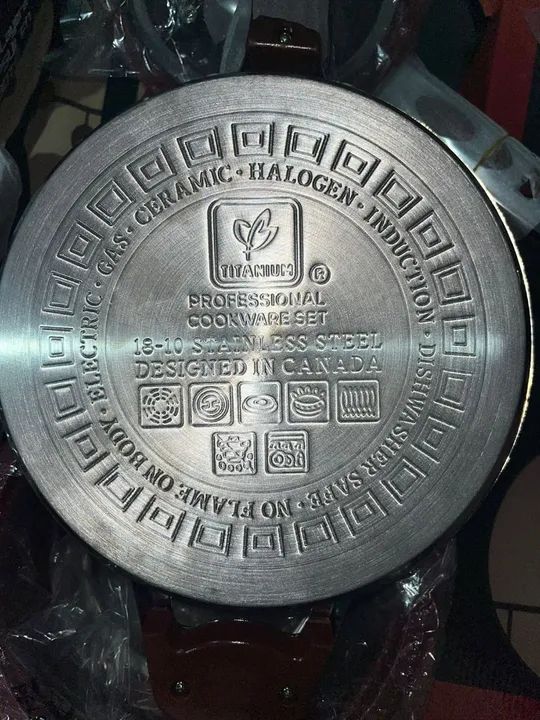 ELECTRIC · GAS · CERAMIC · HALOGEN · INDUCTION · DISHWASHER SAFE · NO FLAME ON BODY ·
TITANIUM ®
PROFESSIONAL
COOKWARE SET
18-10 STAINLESS STEEL
DESIGNED IN CANADA